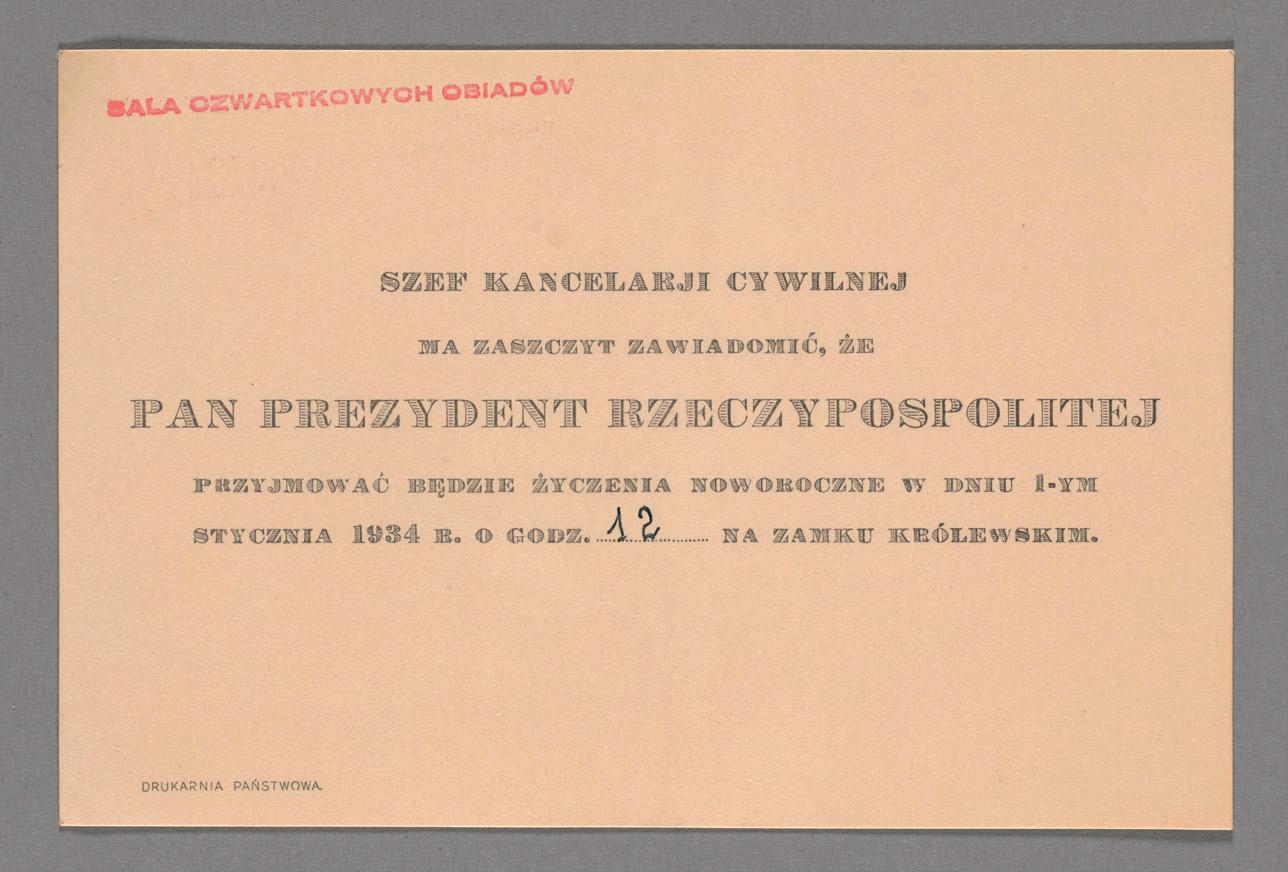 SALA CZWARTKOWYCH OBIADÓW
SZEF KANCELARJI CYWILNEJ
MA ZASZCZYT ZAWIADOMIĆ, ŻE
PAN PREZYDENT RZECZYPOSPOLITEJ
PRZYJMOWAĆ BĘDZIE ŻYCZENIA NOWOROCZNE W DNIU 1-YM
STYCZNIA 1934 R. O GODZ. 12 NA ZAMKU KRÓLEWSKIM.
DRUKARNIA PAŃSTWOWA.